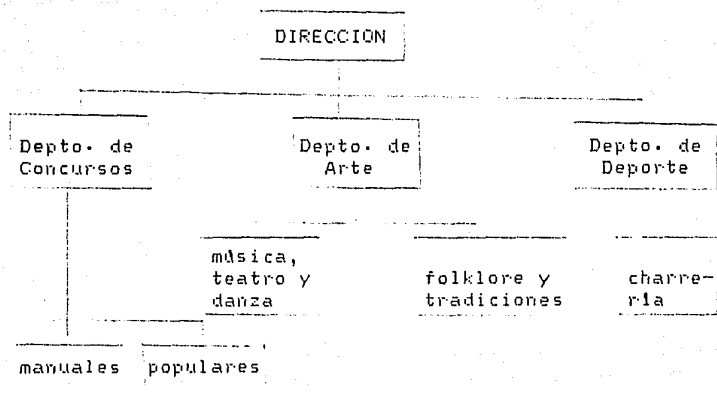 DIRECCION
Depto. de
Concursos
Depto. de
Arte
Depto. de
Deporte
música,
teatro y
danza
folklore y
tradiciones
charre-
ría
manuales
populares